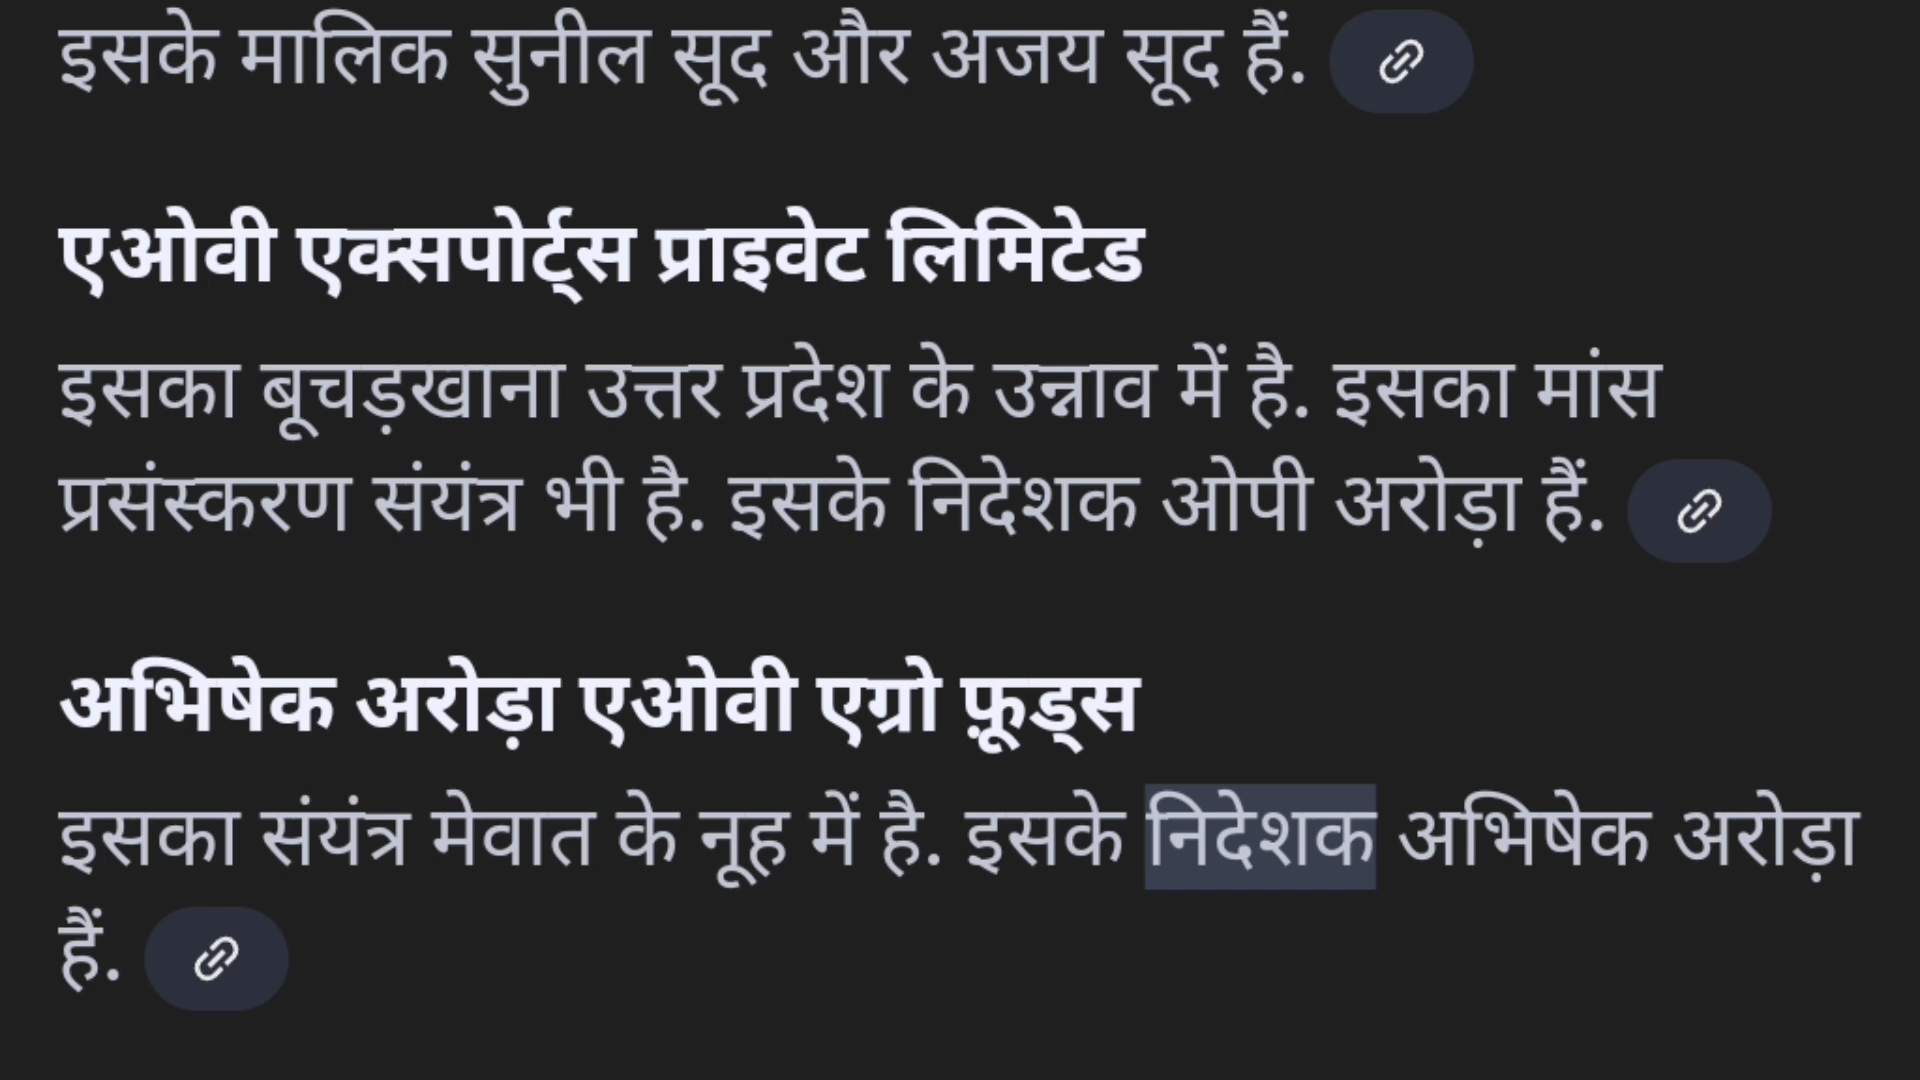 इसके मालिक सुनील सूद और अजय सूद हैं.
एओवी एक्सपोर्ट्स प्राइवेट लिमिटेड
इसका बूचड़खाना उत्तर प्रदेश के उन्नाव में है. इसका मांस
प्रसंस्करण संयंत्र भी है. इसके निदेशक ओपी अरोड़ा हैं.
अभिषेक अरोड़ा एओवी एग्रो फ़ूड्स
इसका संयंत्र मेवात के नूह में है. इसके निदेशक अभिषेक अरोड़ा
हैं.